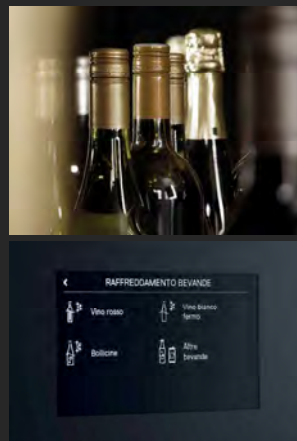 RAFFREDDAMENTO BEVANDE
Vino rosso
Vino bianco
fermo
Bollicine
Altre
bevande